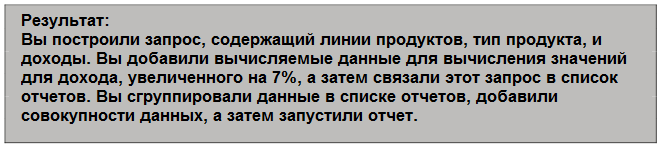 Результат:
Вы построили запрос, содержащий линии продуктов, тип продукта, и
доходы. Вы добавили вычисляемые данные для вычисления значений
для дохода, увеличенного на 7%, а затем связали этот запрос в список
отчетов. Вы сгруппировали данные в списке отчетов, добавили
совокупности данных, а затем запустили отчет.